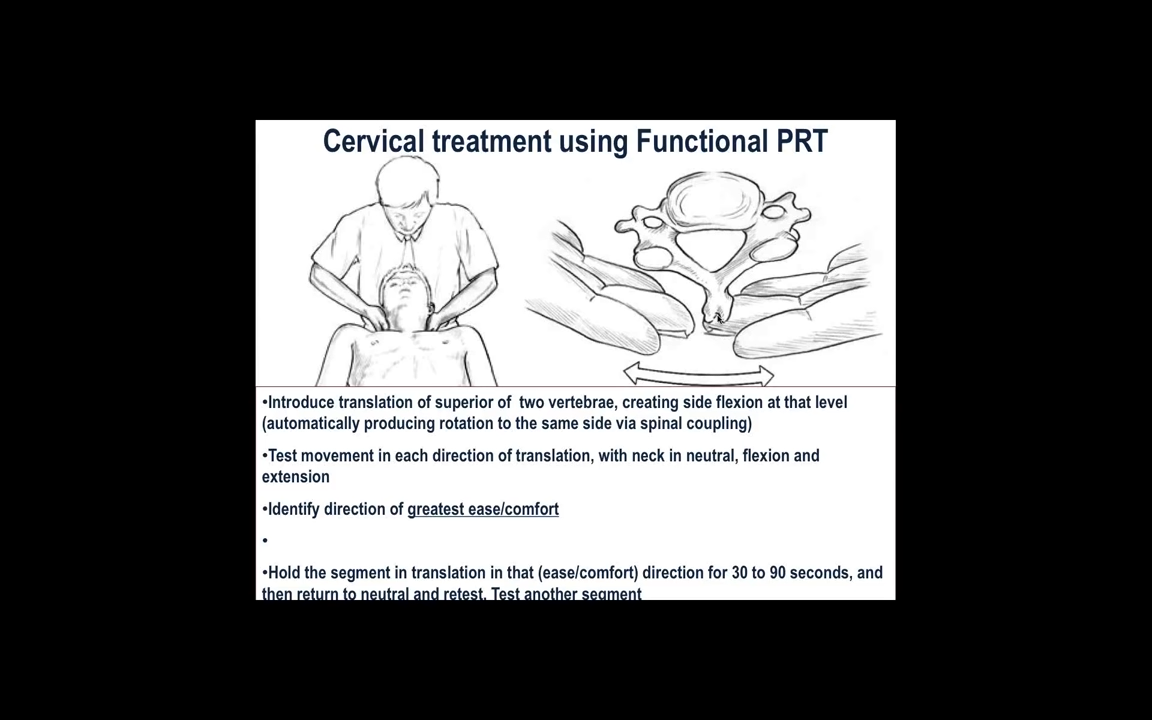 Cervical treatment using Functional PRT
•Introduce translation of superior of  two vertebrae, creating side flexion at that level
(automatically producing rotation to the same side via spinal coupling)
•Test movement in each direction of translation, with neck in neutral, flexion and
extension
•Identify direction of greatest ease/comfort
•
•Hold the segment in translation in that (ease/comfort) direction for 30 to 90 seconds, and
then return to neutral and retest. Test another segment